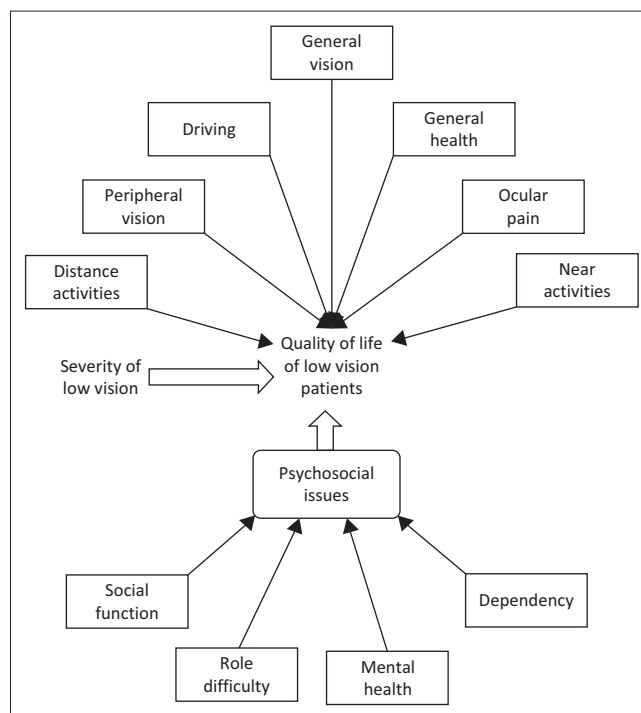 General
vision
Driving
General
health
Peripheral
vision
Ocular
pain
Distance
activities
Near
activities
Quality of life
of low vision
patients
Severity of
low vision
Psychosocial
issues
Social
function
Role
difficulty
Mental
health
Dependency